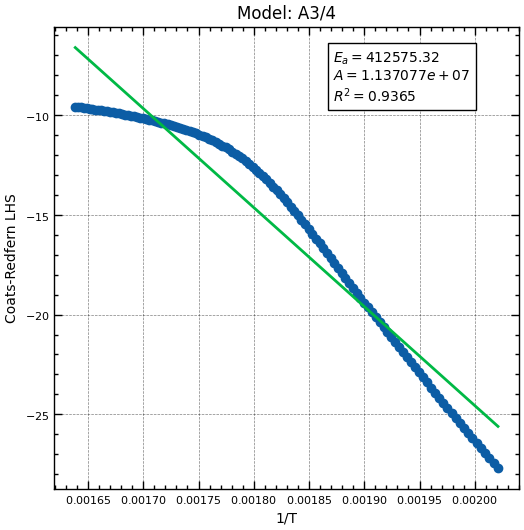 Model: A3/4
E_a = 412575.32
A = 1.137077e + 07
R² = 0.9365
−10
−15
−20
−25
Coats-Redfern LHS
0.00165 0.00170 0.00175 0.00180 0.00185 0.00190 0.00195 0.00200
1/T